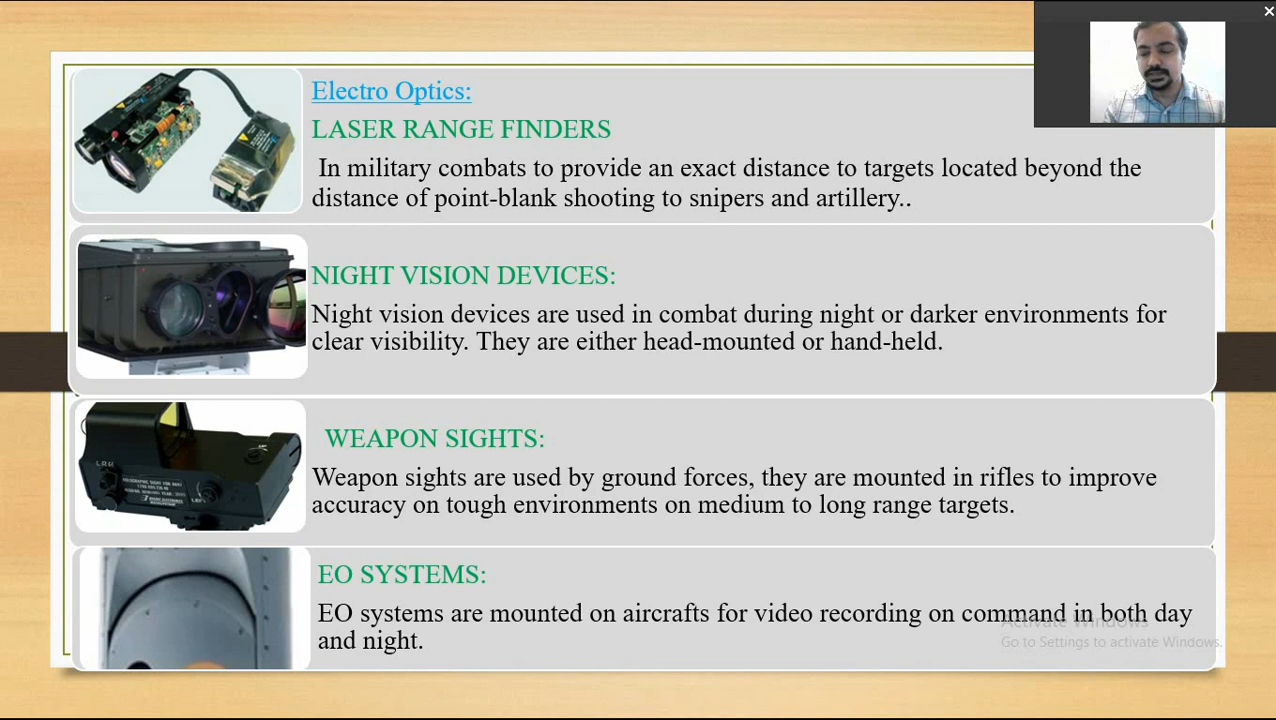 Electro Optics:
LASER RANGE FINDERS
In military combats to provide an exact distance to targets located beyond the
distance of point-blank shooting to snipers and artillery..
NIGHT VISION DEVICES:
Night vision devices are used in combat during night or darker environments for
clear visibility. They are either head-mounted or hand-held.
L R H
WEAPON SIGHTS:
Weapon sights are used by ground forces, they are mounted in rifles to improve
accuracy on tough environments on medium to long range targets.
EO SYSTEMS:
EO systems are mounted on aircrafts for video recording on command in both day
and night.
Activate Windows
Go to Settings to activate Windows.